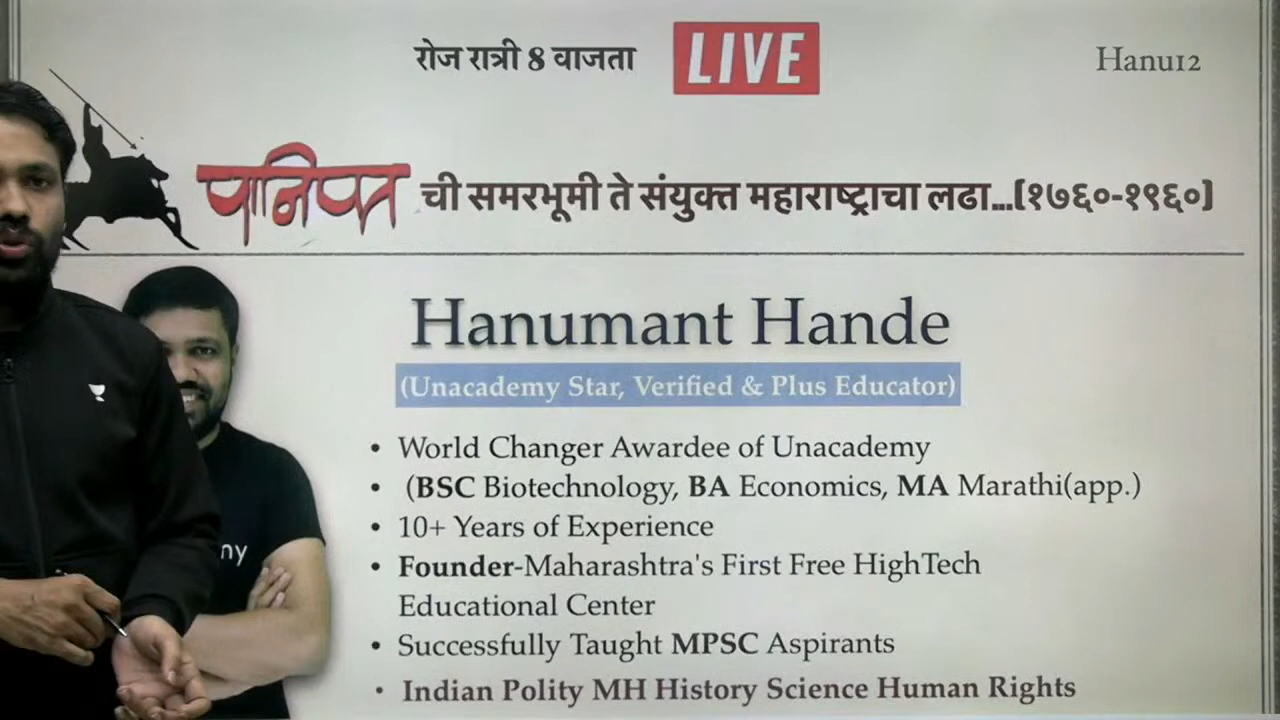 रोज रात्री 8 वाजता LIVE Hanu12
पानिपत ची समरभूमी ते संयुक्त महाराष्ट्राचा लढा...(१७६०-१९६०)
Hanumant Hande
(Unacademy Star, Verified & Plus Educator)
• World Changer Awardee of Unacademy
• (BSC Biotechnology, BA Economics, MA Marathi(app.)
• 10+ Years of Experience
• Founder-Maharashtra's First Free HighTech
Educational Center
ny
• Successfully Taught MPSC Aspirants
• Indian Polity MH History Science Human Rights